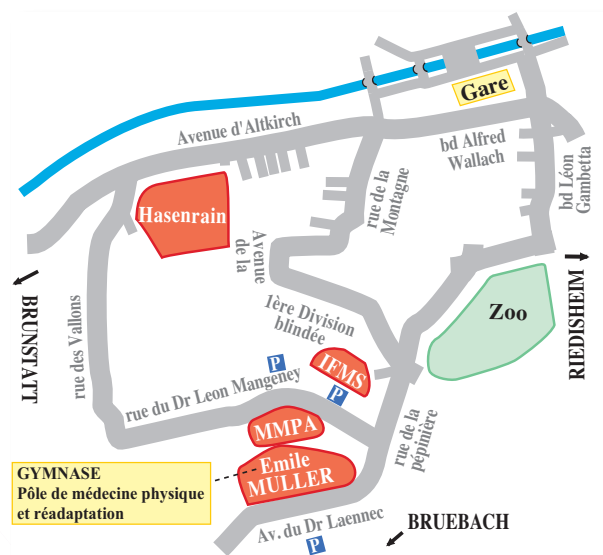 Gare
Avenue d'Altkirch
bd Alfred
Wallach
bd Léon
Gambetta
rue de la
Montagne
Hasenrain
Avenue
de la
1ère Division
blindée
RIEDISHEIM
BRUNSTATT
Zoo
rue des Vallons
P
IFMS
P
rue du Dr Leon Mangeney
MMPA
rue de la
pépinière
Emile
MULLER
GYMNASE
Pôle de médecine physique
et réadaptation
Av. du Dr Laennec
BRUEBACH
P